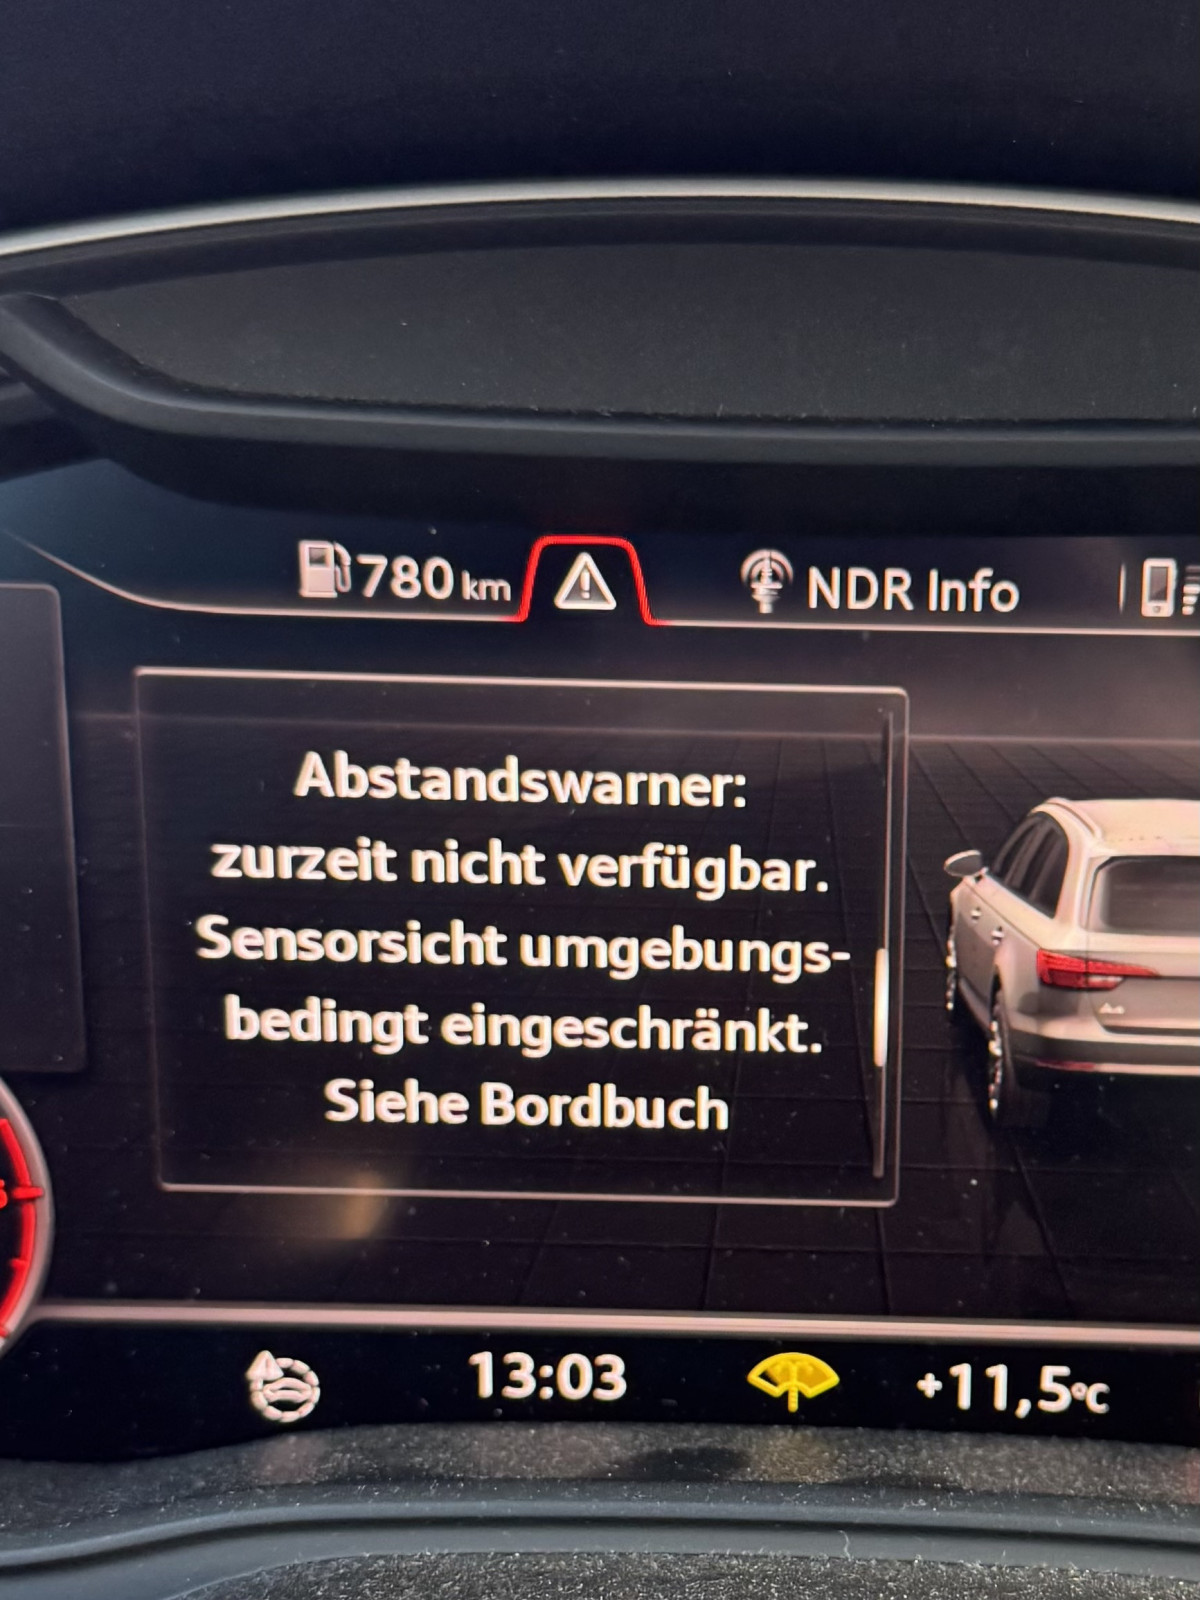 780 km
NDR Info
Abstandswarner:
zurzeit nicht verfügbar.
Sensorsicht umgebungs-
bedingt eingeschränkt.
Siehe Bordbuch
13:03
+11,5°C